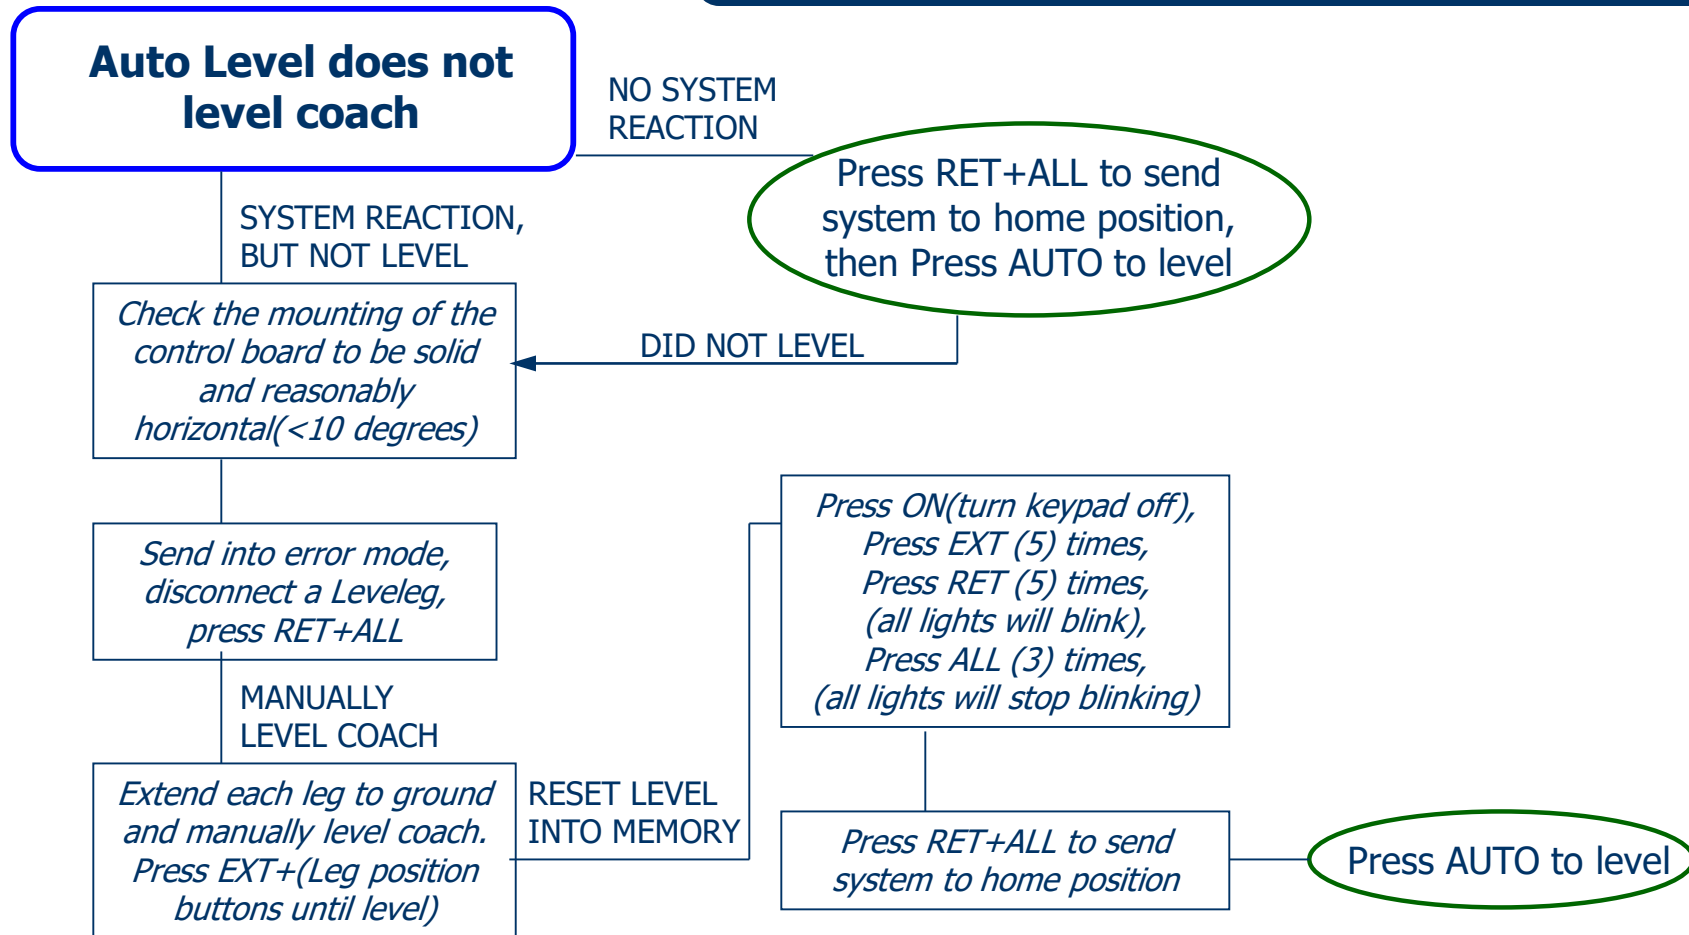 Auto Level does not
level coach
NO SYSTEM
REACTION
Press RET+ALL to send
system to home position,
then Press AUTO to level
SYSTEM REACTION,
BUT NOT LEVEL
Check the mounting of the
control board to be solid
and reasonably
horizontal(<10 degrees)
DID NOT LEVEL
Send into error mode,
disconnect a Leveleg,
press RET+ALL
MANUALLY
LEVEL COACH
Extend each leg to ground
and manually level coach.
Press EXT+(Leg position
buttons until level)
RESET LEVEL
INTO MEMORY
Press ON(turn keypad off),
Press EXT (5) times,
Press RET (5) times,
(all lights will blink),
Press ALL (3) times,
(all lights will stop blinking)
Press RET+ALL to send
system to home position
Press AUTO to level